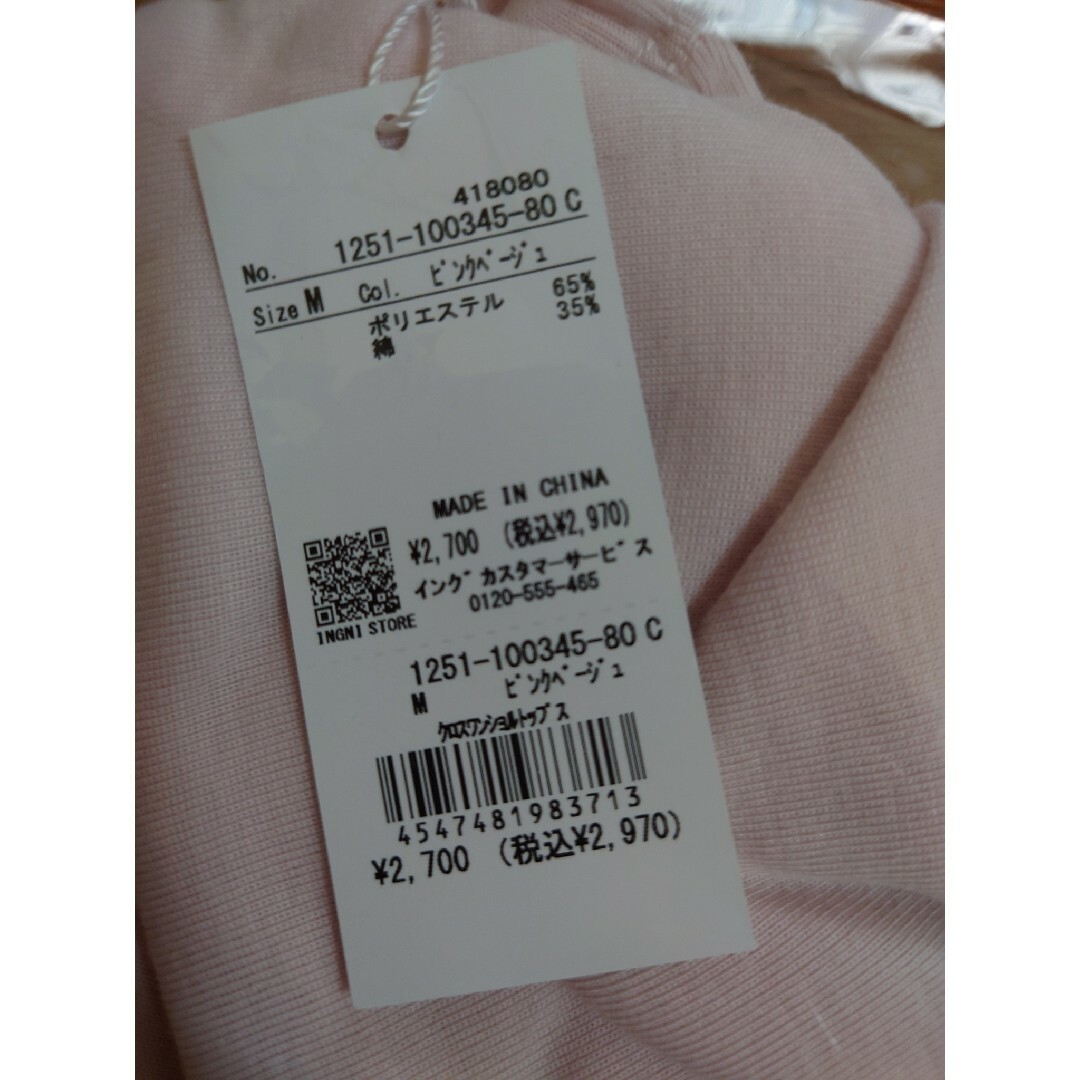 418080
No. 1251-100345-80 C
Size M Col. ピンクベージュ
ポリエステル 65%
綿 35%
MADE IN CHINA
¥2,700 (税込¥2,970)
イング カスタマーサービス
0120-555-465
INGNI STORE
1251-100345-80 C
M ピンクベージュ
クロスワンショルトップス
4547481983713
¥2,700 (税込¥2,970)